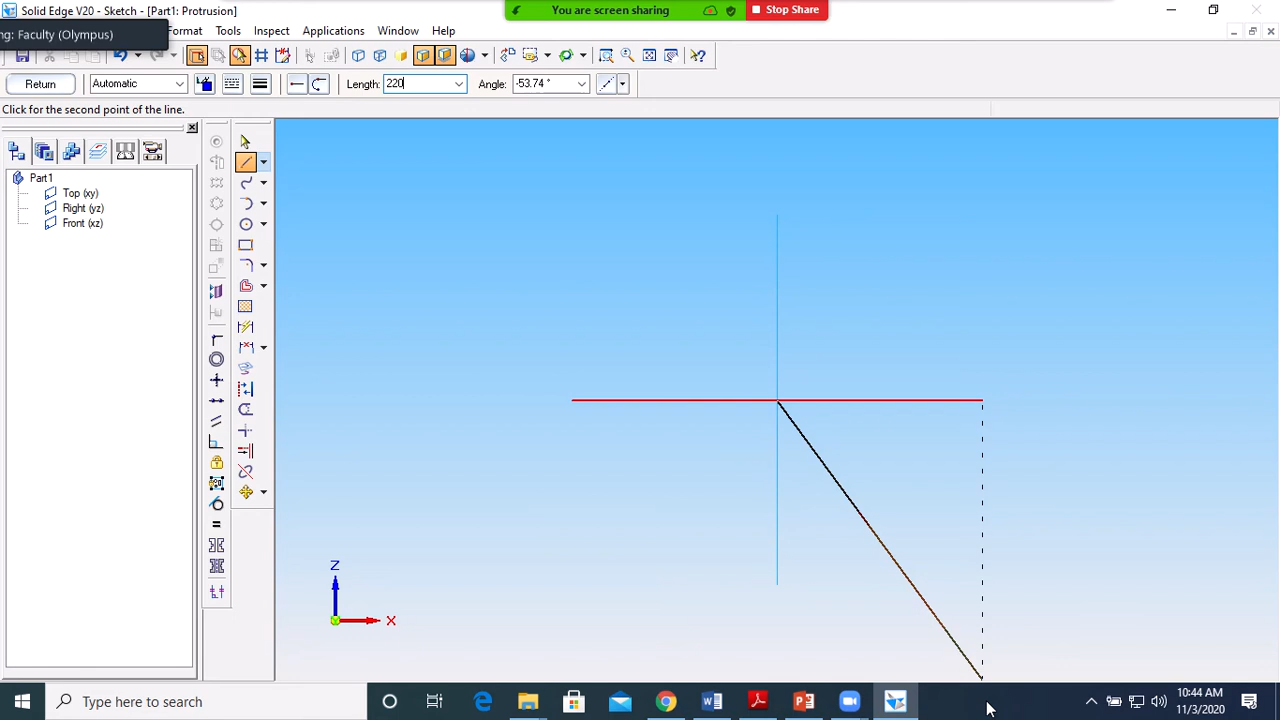 Solid Edge V20 - Sketch - [Part1: Protrusion]
You are screen sharing
Stop Share
ng: Faculty (Olympus)
Format Tools Inspect Applications Window Help
Return
Automatic
Length: 220
Angle: -53.74 °
Click for the second point of the line.
Part1
Top (xy)
Right (yz)
Front (xz)
Z
X
Type here to search
10:44 AM
11/3/2020